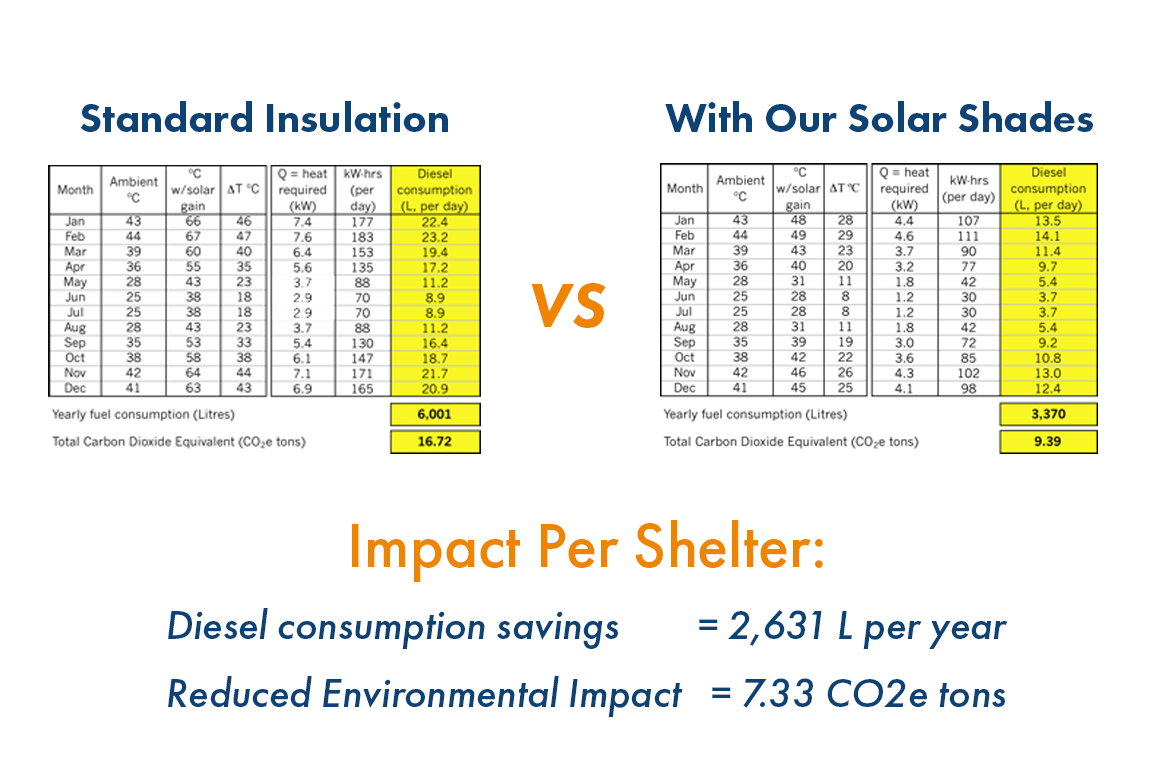 Standard Insulation
Month Ambient °C °C w/solar gain ΔT °C Q = heat required (kW) kW-hrs (per day) Diesel consumption (L, per day)
Jan 43 66 46 7.4 177 22.4
Feb 44 67 47 7.6 183 23.2
Mar 39 60 40 6.4 153 19.4
Apr 36 55 35 5.6 135 17.2
May 28 43 23 3.7 88 11.2
Jun 25 38 18 2.9 70 8.9
Jul 25 38 18 2.9 70 8.9
Aug 28 43 23 3.7 88 11.2
Sep 35 53 33 5.4 130 16.4
Oct 38 58 38 6.1 147 18.7
Nov 42 64 44 7.1 171 21.7
Dec 41 63 43 6.9 165 20.9
Yearly fuel consumption (Litres) 6,001
Total Carbon Dioxide Equivalent (CO₂e tons) 16.72
vs
With Our Solar Shades
Month Ambient °C °C w/solar gain ΔT °C Q = heat required (kW) kW-hrs (per day) Diesel consumption (L, per day)
Jan 43 48 28 4.4 107 13.5
Feb 44 49 29 4.6 111 14.1
Mar 39 43 23 3.7 90 11.4
Apr 36 40 20 3.2 77 9.7
May 28 31 11 1.8 42 5.4
Jun 25 28 8 1.2 30 3.7
Jul 25 28 8 1.2 30 3.7
Aug 28 31 11 1.8 42 5.4
Sep 35 39 19 3.0 72 9.2
Oct 38 42 22 3.6 85 10.8
Nov 42 46 26 4.3 102 13.0
Dec 41 45 25 4.1 98 12.4
Yearly fuel consumption (Litres) 3,370
Total Carbon Dioxide Equivalent (CO₂e tons) 9.39
Impact Per Shelter:
Diesel consumption savings = 2,631 L per year
Reduced Environmental Impact = 7.33 CO2e tons